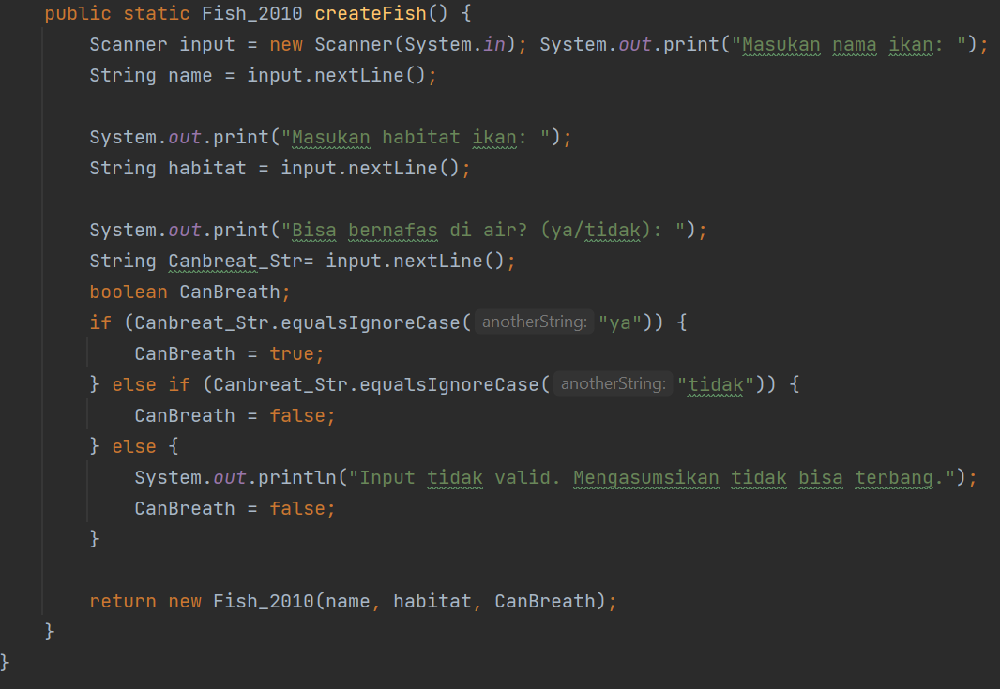 public static Fish_2010 createFish() {
Scanner input = new Scanner(System.in); System.out.print("Masukan nama ikan: ");
String name = input.nextLine();
System.out.print("Masukan habitat ikan: ");
String habitat = input.nextLine();
System.out.print("Bisa bernafas di air? (ya/tidak): ");
String Canbreat_Str= input.nextLine();
boolean CanBreath;
if (Canbreat_Str.equalsIgnoreCase( anotherString: "ya")) {
CanBreath = true;
} else if (Canbreat_Str.equalsIgnoreCase( anotherString: "tidak")) {
CanBreath = false;
} else {
System.out.println("Input tidak valid. Mengasumsikan tidak bisa terbang.");
CanBreath = false;
}
return new Fish_2010(name, habitat, CanBreath);
}
}